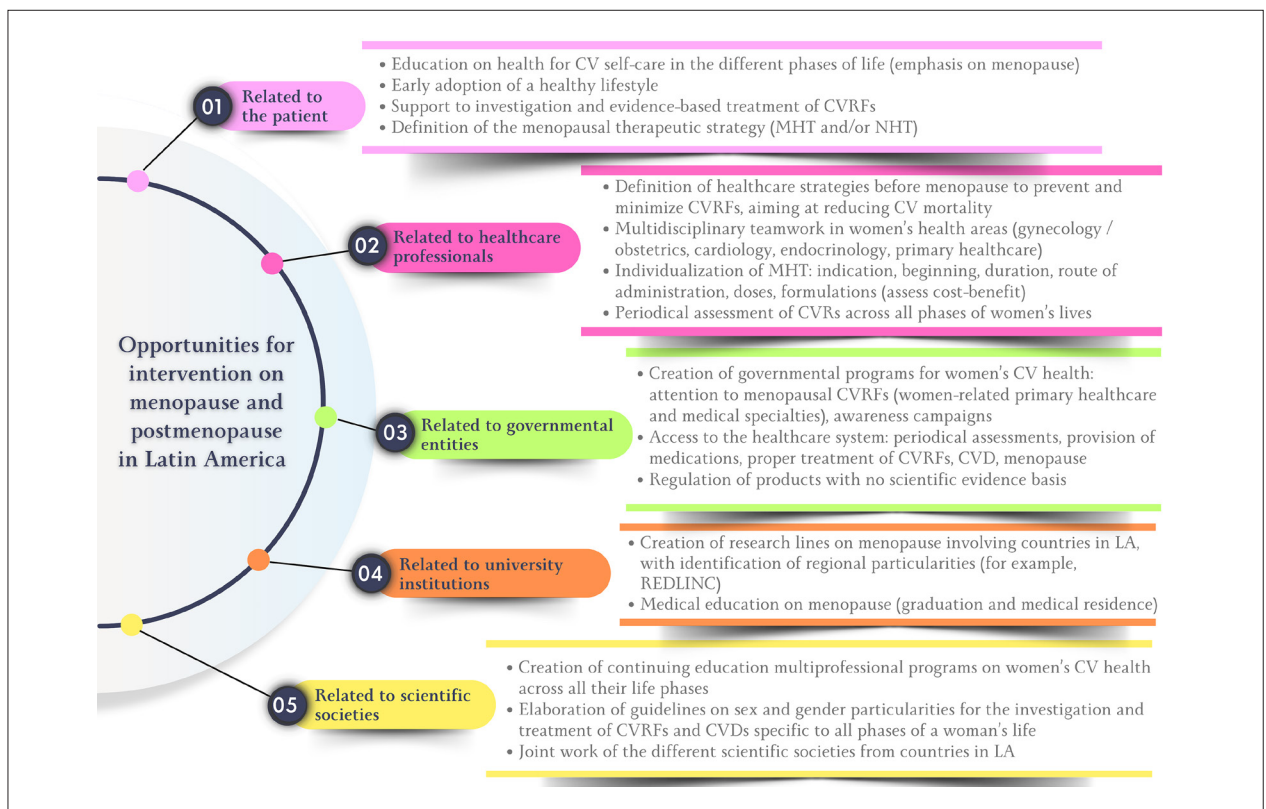 01
Related to
the patient
• Education on health for CV self-care in the different phases of life (emphasis on menopause)
• Early adoption of a healthy lifestyle
• Support to investigation and evidence-based treatment of CVRFs
• Definition of the menopausal therapeutic strategy (MHT and/or NHT)
02
Related to healthcare
professionals
• Definition of healthcare strategies before menopause to prevent and
minimize CVRFs, aiming at reducing CV mortality
• Multidisciplinary teamwork in women's health areas (gynecology /
obstetrics, cardiology, endocrinology, primary healthcare)
• Individualization of MHT: indication, beginning, duration, route of
administration, doses, formulations (assess cost-benefit)
• Periodical assessment of CVRs across all phases of women's lives
Opportunities for
intervention on
menopause and
postmenopause
in Latin America
03
Related to governmental
entities
• Creation of governmental programs for women's CV health:
attention to menopausal CVRFs (women-related primary healthcare
and medical specialties), awareness campaigns
• Access to the healthcare system: periodical assessments, provision of
medications, proper treatment of CVRFs, CVD, menopause
• Regulation of products with no scientific evidence basis
04
Related to university
institutions
• Creation of research lines on menopause involving countries in LA,
with identification of regional particularities (for example,
REDLINC)
• Medical education on menopause (graduation and medical residence)
05
Related to scientific
societies
• Creation of continuing education multiprofessional programs on women's CV health
across all their life phases
• Elaboration of guidelines on sex and gender particularities for the investigation and
treatment of CVRFs and CVDs specific to all phases of a woman's life
• Joint work of the different scientific societies from countries in LA